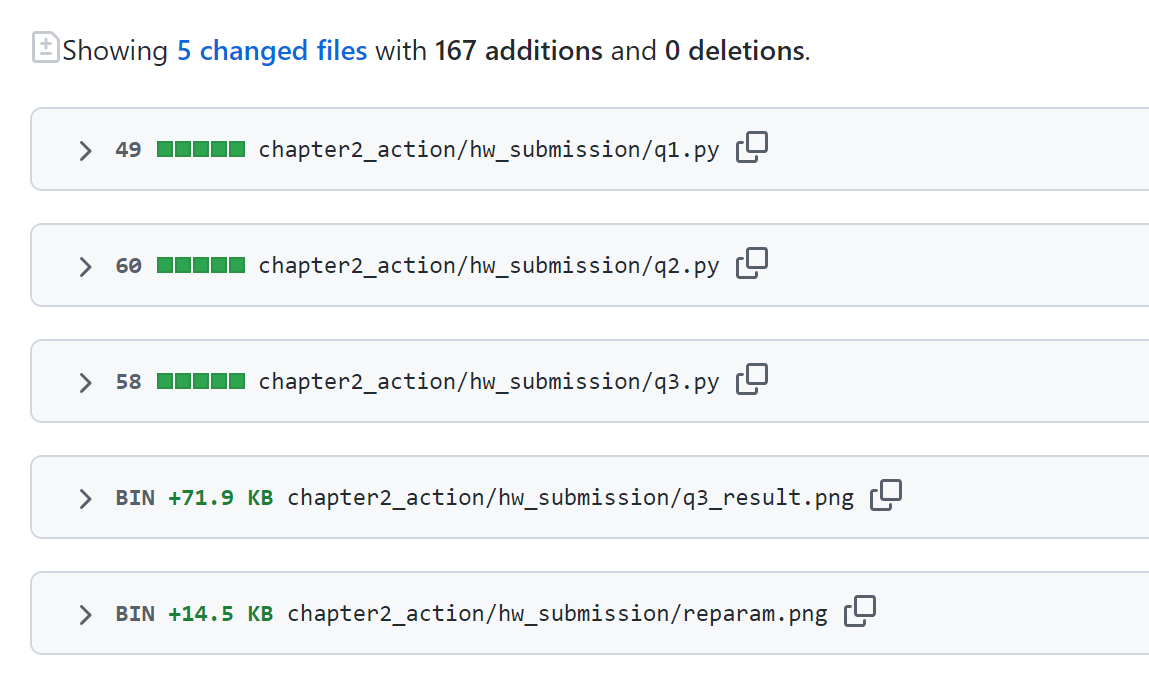 Showing 5 changed files with 167 additions and 0 deletions.
49 chapter2_action/hw_submission/q1.py
60 chapter2_action/hw_submission/q2.py
58 chapter2_action/hw_submission/q3.py
BIN +71.9 KB chapter2_action/hw_submission/q3_result.png
BIN +14.5 KB chapter2_action/hw_submission/reparam.png